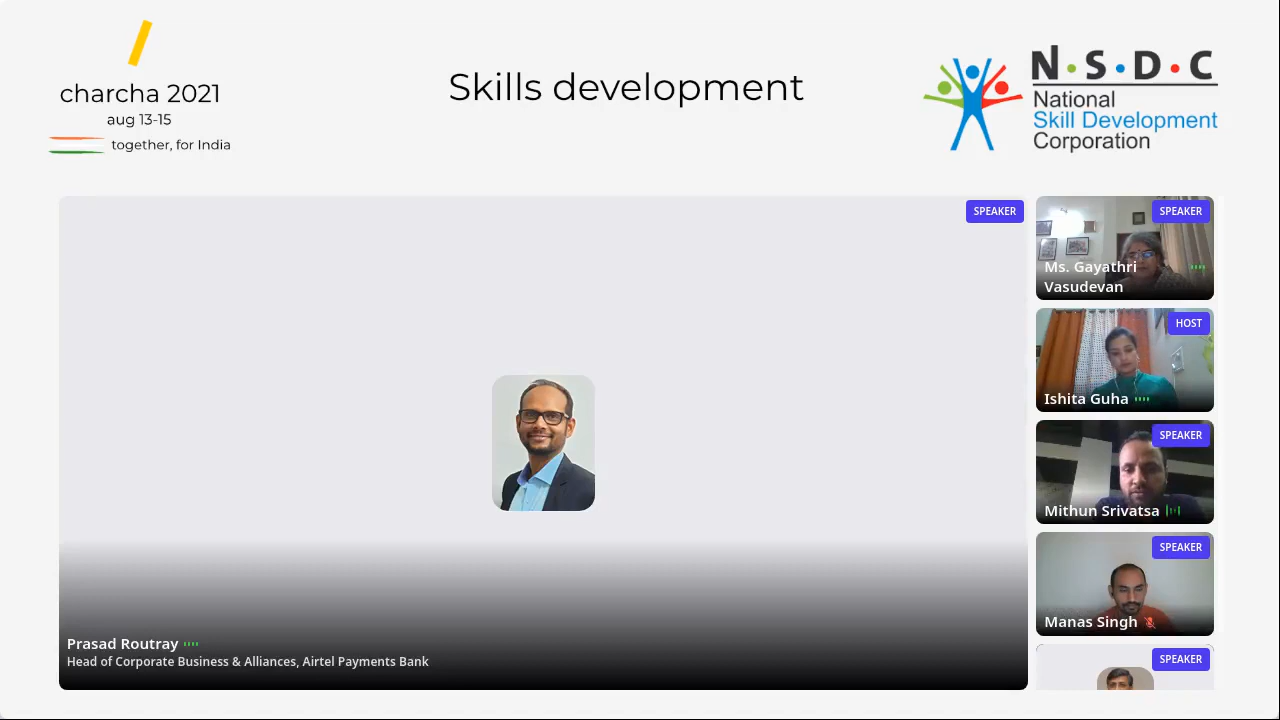 charcha 2021
aug 13-15
together, for India
Skills development
N·S·D·C
National
Skill Development
Corporation
SPEAKER
Prasad Routray
Head of Corporate Business & Alliances, Airtel Payments Bank
SPEAKER
Ms. Gayathri
Vasudevan
HOST
Ishita Guha
SPEAKER
Mithun Srivatsa
SPEAKER
Manas Singh
SPEAKER